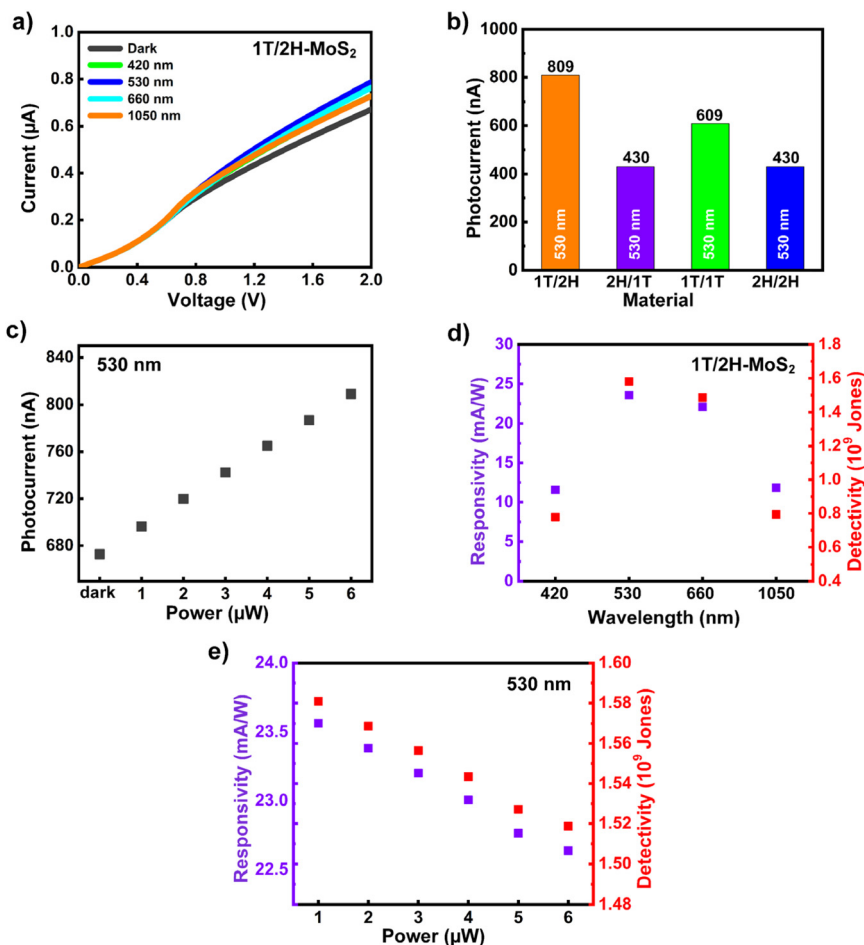 a)
1T/2H-MoS₂
Dark
420 nm
530 nm
660 nm
1050 nm
1.0
0.8
0.6
0.4
0.2
0.0
Current (µA)
0.0 0.4 0.8 1.2 1.6 2.0
Voltage (V)
b)
1000
800
600
400
200
0
Photocurrent (nA)
809
430
609
430
530 nm
530 nm
530 nm
530 nm
1T/2H 2H/1T 1T/1T 2H/2H
Material
c)
530 nm
840
800
760
720
680
Photocurrent (nA)
dark 1 2 3 4 5 6
Power (µW)
d)
1T/2H-MoS₂
30
25
20
15
10
5
0
Responsivity (mA/W)
1.8
1.6
1.4
1.2
1.0
0.8
0.6
0.4
Detectivity (10⁹ Jones)
420 530 660 1050
Wavelength (nm)
e)
530 nm
24.0
23.5
23.0
22.5
Responsivity (mA/W)
1.60
1.58
1.56
1.54
1.52
1.50
1.48
Detectivity (10⁹ Jones)
1 2 3 4 5 6
Power (µW)